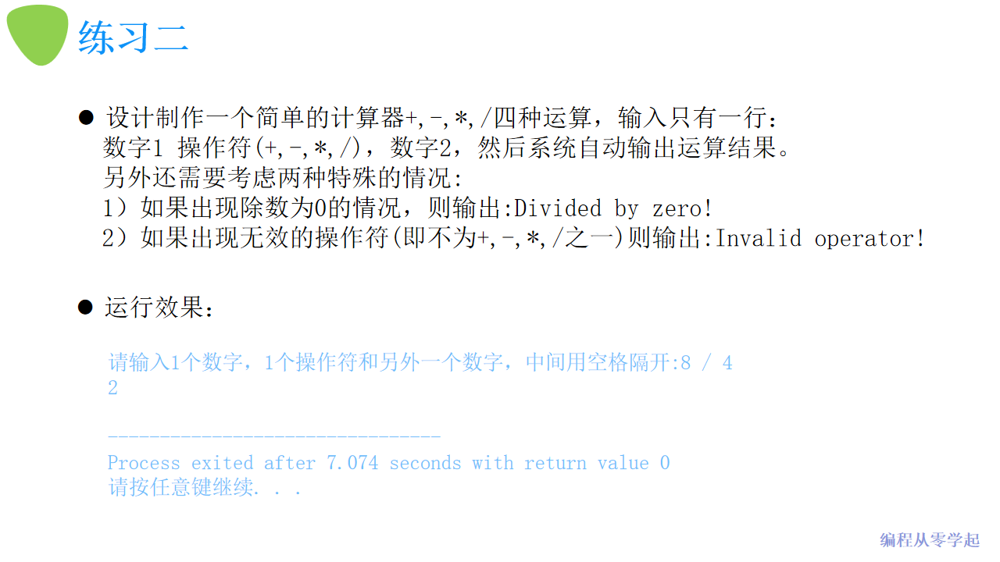 练习二
● 设计制作一个简单的计算器+,-,*,/四种运算，输入只有一行：
数字1 操作符(+,-,*,/)，数字2，然后系统自动输出运算结果。
另外还需要考虑两种特殊的情况:
1）如果出现除数为0的情况，则输出:Divided by zero!
2）如果出现无效的操作符(即不为+,-,*,/之一)则输出:Invalid operator!
● 运行效果：
请输入1个数字，1个操作符和另外一个数字，中间用空格隔开:8 / 4
2
--------------------------------
Process exited after 7.074 seconds with return value 0
请按任意键继续. . .
编程从零学起